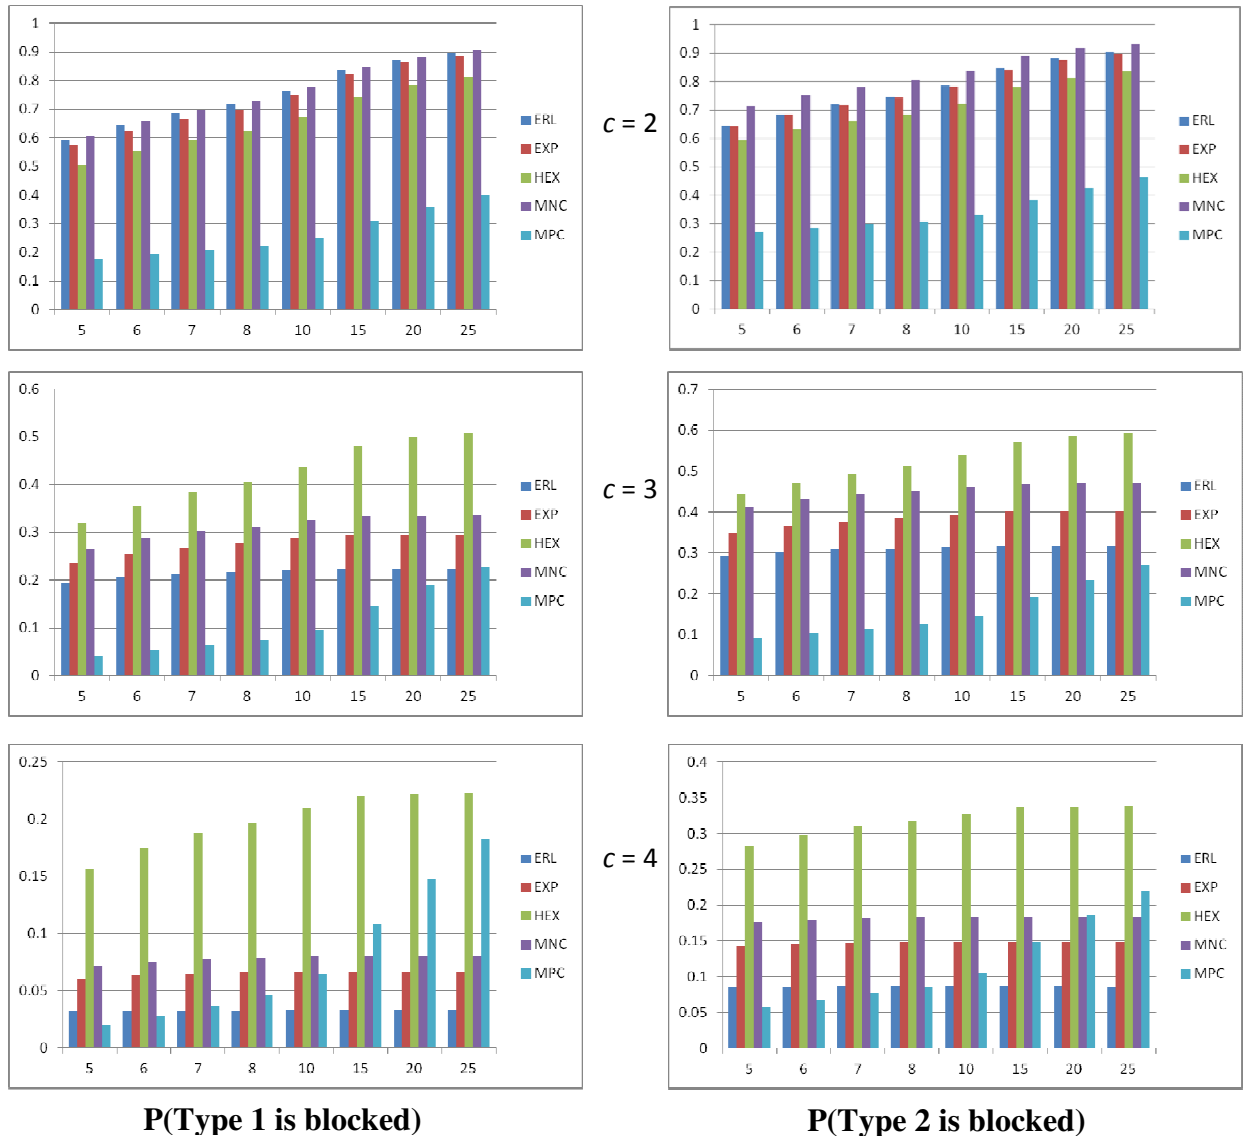 1
0.9
0.8
0.7
0.6
0.5
0.4
0.3
0.2
0.1
0
5 6 7 8 10 15 20 25
ERL
EXP
HEX
MNC
MPC
c = 2
1
0.9
0.8
0.7
0.6
0.5
0.4
0.3
0.2
0.1
0
5 6 7 8 10 15 20 25
ERL
EXP
HEX
MNC
MPC
0.6
0.5
0.4
0.3
0.2
0.1
0
5 6 7 8 10 15 20 25
ERL
EXP
HEX
MNC
MPC
c = 3
0.7
0.6
0.5
0.4
0.3
0.2
0.1
0
5 6 7 8 10 15 20 25
ERL
EXP
HEX
MNC
MPC
0.25
0.2
0.15
0.1
0.05
0
5 6 7 8 10 15 20 25
ERL
EXP
HEX
MNC
MPC
c = 4
0.4
0.35
0.3
0.25
0.2
0.15
0.1
0.05
0
5 6 7 8 10 15 20 25
ERL
EXP
HEX
MNC
MPC
P(Type 1 is blocked)
P(Type 2 is blocked)